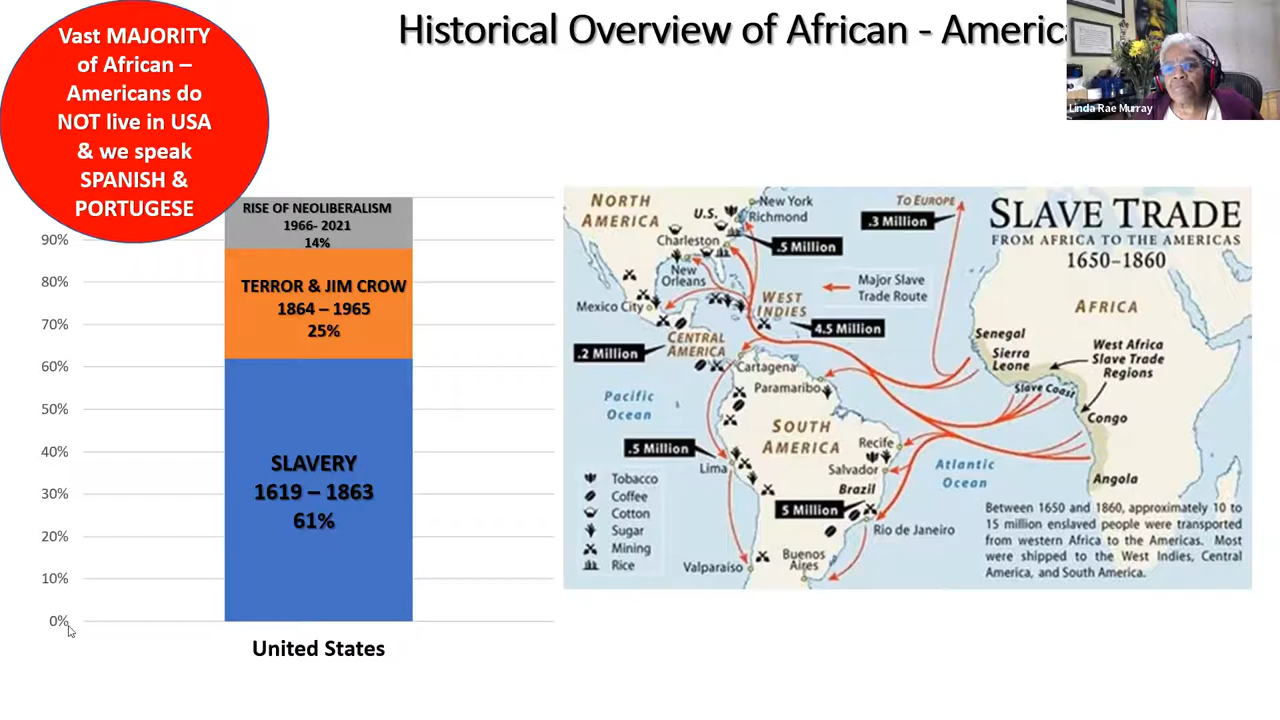 Historical Overview of African - America
Linda Rae Murray
Vast MAJORITY
of African –
Americans do
NOT live in USA
& we speak
SPANISH &
PORTUGESE
RISE OF NEOLIBERALISM
1966- 2021
14%
TERROR & JIM CROW
1864 – 1965
25%
SLAVERY
1619 – 1863
61%
90%
80%
70%
60%
50%
40%
30%
20%
10%
0%
United States
SLAVE TRADE
FROM AFRICA TO THE AMERICAS
1650–1860
NORTH
AMERICA
U.S.
New York
Richmond
Charleston
.5 Million
New
Orleans
TO EUROPE
.3 Million
Major Slave
Trade Route
Mexico City
WEST
INDIES
4.5 Million
.2 Million
CENTRAL
AMERICA
Cartagena
Paramaribo
AFRICA
Senegal
Sierra
Leone
West Africa
Slave Trade
Regions
Slave Coast
Congo
Angola
Pacific
Ocean
SOUTH
AMERICA
Recife
.5 Million
Lima
Salvador
Brazil
Atlantic
Ocean
5 Million
Rio de Janeiro
Valparaíso
Buenos
Aires
Tobacco
Coffee
Cotton
Sugar
Mining
Rice
Between 1650 and 1860, approximately 10 to
15 million enslaved people were transported
from western Africa to the Americas. Most
were shipped to the West Indies, Central
America, and South America.